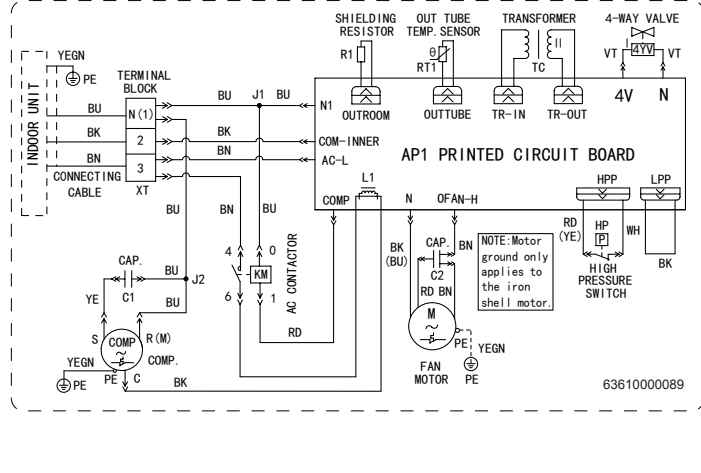 SHIELDING
RESISTOR
OUT TUBE
TEMP. SENSOR
TRANSFORMER
4-WAY VALVE
R1
θ
RT1
TC
VT
4YV
VT
YEGN
PE
TERMINAL
BLOCK
INDOOR UNIT
BU
N(1)
BU
J1
BU
N1
OUTROOM
OUTTUBE
TR-IN
TR-OUT
4V
N
BK
2
BK
COM-INNER
BN
3
BN
AC-L
AP1 PRINTED CIRCUIT BOARD
CONNECTING
CABLE
XT
L1
COMP
N
OFAN-H
HPP
LPP
BU
BN
BU
4
0
KM
6
1
AC CONTACTOR
RD
BK
(BU)
CAP.
C2
BN
RD BN
NOTE:Motor
ground only
applies to
the iron
shell motor.
RD
(YE)
HP
P
WH
HIGH
PRESSURE
SWITCH
BK
CAP.
C1
BU
J2
YE
BU
S
COMP
R(M)
COMP.
YEGN
PE
PE
C
BK
M
FAN
MOTOR
PE
YEGN
PE
63610000089